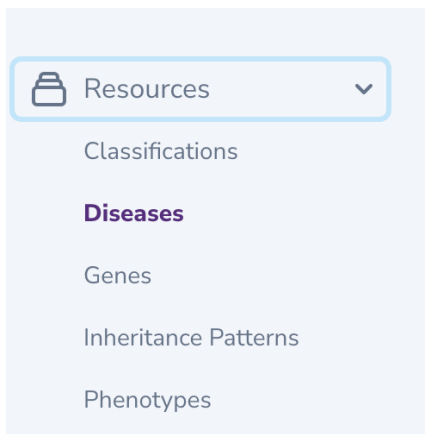 Resources
Classifications
Diseases
Genes
Inheritance Patterns
Phenotypes